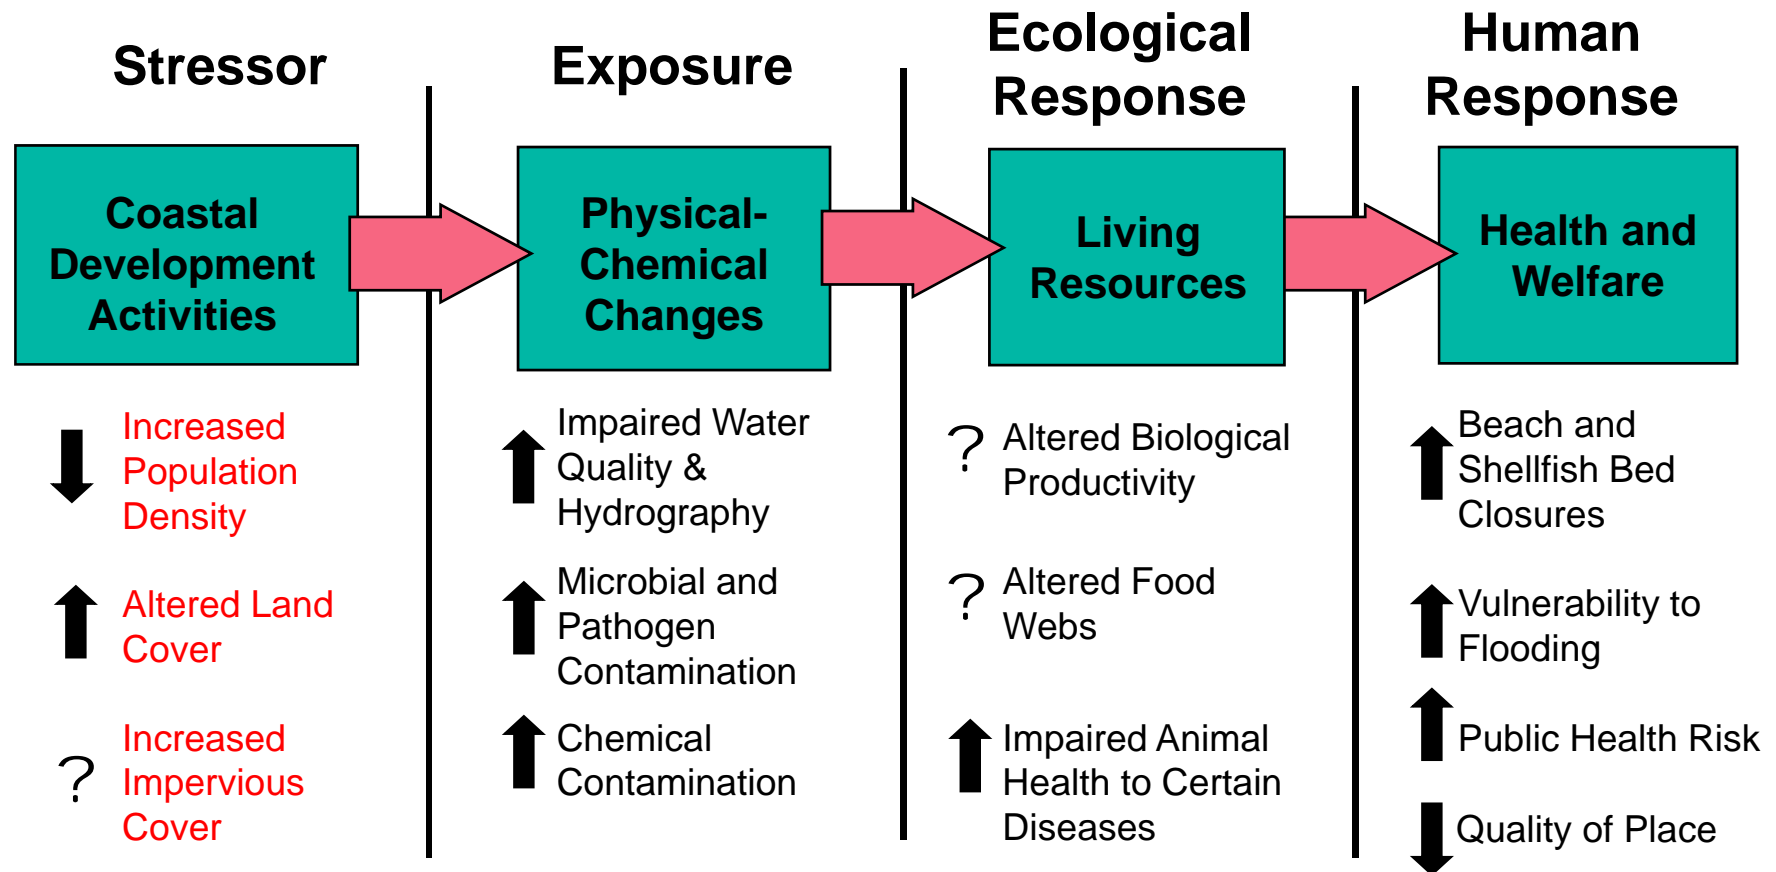 Stressor
Coastal
Development
Activities
Increased
Population
Density
Altered Land
Cover
?
Increased
Impervious
Cover
Exposure
Physical-
Chemical
Changes
Impaired Water
Quality &
Hydrography
Microbial and
Pathogen
Contamination
Chemical
Contamination
Ecological
Response
Living
Resources
?
Altered Biological
Productivity
?
Altered Food
Webs
Impaired Animal
Health to Certain
Diseases
Human
Response
Health and
Welfare
Beach and
Shellfish Bed
Closures
Vulnerability to
Flooding
Public Health Risk
Quality of Place